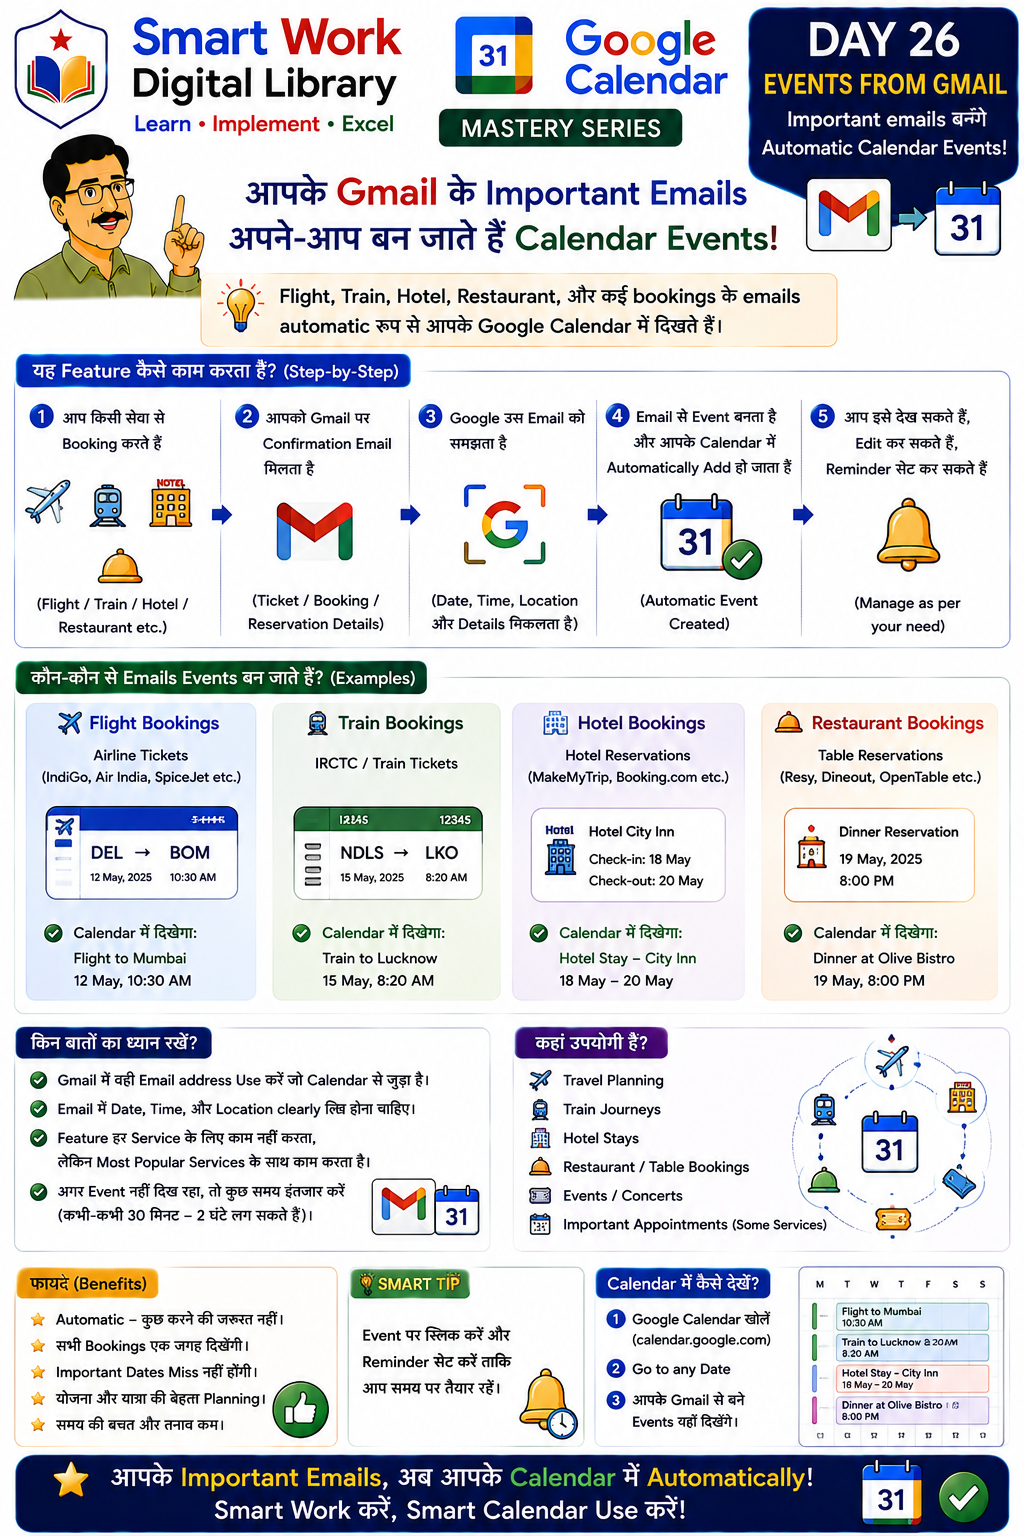 Smart Work
Digital Library
Learn • Implement • Excel
31
Google
Calendar
MASTERY SERIES
DAY 26
EVENTS FROM GMAIL
Important emails बनेंगे
Automatic Calendar Events!
31
आपके Gmail के Important Emails
अपने-आप बन जाते हैं Calendar Events!
Flight, Train, Hotel, Restaurant, और कई bookings के emails
automatic रूप से आपके Google Calendar में दिखते हैं।
यह Feature कैसे काम करता है? (Step-by-Step)
1 आप किसी सेवा से
Booking करते हैं
HOTEL
(Flight / Train / Hotel /
Restaurant etc.)
2 आपको Gmail पर
Confirmation Email
मिलता है
(Ticket / Booking /
Reservation Details)
3 Google उस Email को
समझता है
G
(Date, Time, Location
और Details निकलता है)
4 Email से Event बनता है
और आपके Calendar में
Automatically Add हो जाता है
31
(Automatic Event
Created)
5 आप इसे देख सकते हैं,
Edit कर सकते हैं,
Reminder सेट कर सकते हैं
(Manage as per
your need)
कौन-कौन से Emails Events बन जाते हैं? (Examples)
Flight Bookings
Airline Tickets
(IndiGo, Air India, SpiceJet etc.)
DEL → BOM
12 May, 2025 10:30 AM
Calendar में दिखेगा:
Flight to Mumbai
12 May, 10:30 AM
Train Bookings
IRCTC / Train Tickets
12345 12345
NDLS → LKO
15 May, 2025 8:20 AM
Calendar में दिखेगा:
Train to Lucknow
15 May, 8:20 AM
Hotel Bookings
Hotel Reservations
(MakeMyTrip, Booking.com etc.)
Hotel
Hotel City Inn
Check-in: 18 May
Check-out: 20 May
Calendar में दिखेगा:
Hotel Stay – City Inn
18 May – 20 May
Restaurant Bookings
Table Reservations
(Resy, Dineout, OpenTable etc.)
Dinner Reservation
19 May, 2025
8:00 PM
Calendar में दिखेगा:
Dinner at Olive Bistro
19 May, 8:00 PM
किन बातों का ध्यान रखें?
Gmail में वही Email address Use करें जो Calendar से जुड़ा है।
Email में Date, Time, और Location clearly लिख होना चाहिए।
Feature हर Service के लिए काम नहीं करता,
लेकिन Most Popular Services के साथ काम करता है।
अगर Event नहीं दिख रहा, तो कुछ समय इंतजार करें
(कभी-कभी 30 मिनट – 2 घंटे लग सकते हैं)।
31
कहां उपयोगी है?
Travel Planning
Train Journeys
Hotel Stays
Restaurant / Table Bookings
Events / Concerts
Important Appointments (Some Services)
31
फायदे (Benefits)
Automatic – कुछ करने की जरूरत नहीं।
सभी Bookings एक जगह दिखेंगी।
Important Dates Miss नहीं होंगी।
योजना और यात्रा की बेहता Planning।
समय की बचत और तनाव कम।
SMART TIP
Event पर स्लिक करें और
Reminder सेट करें ताकि
आप समय पर तैयार रहें।
Calendar में कैसे देखें?
1 Google Calendar खोलें
(calendar.google.com)
2 Go to any Date
3 आपके Gmail से बने
Events यहाँ दिखेंगे।
M T W T F S S
Flight to Mumbai
10:30 AM
Train to Lucknow 8:20 AM
8.20 AM
Hotel Stay – City Inn
18 May – 20 May
Dinner at Olive Bistro
8:00 PM
आपके Important Emails, अब आपके Calendar में Automatically!
Smart Work करें, Smart Calendar Use करें!
31